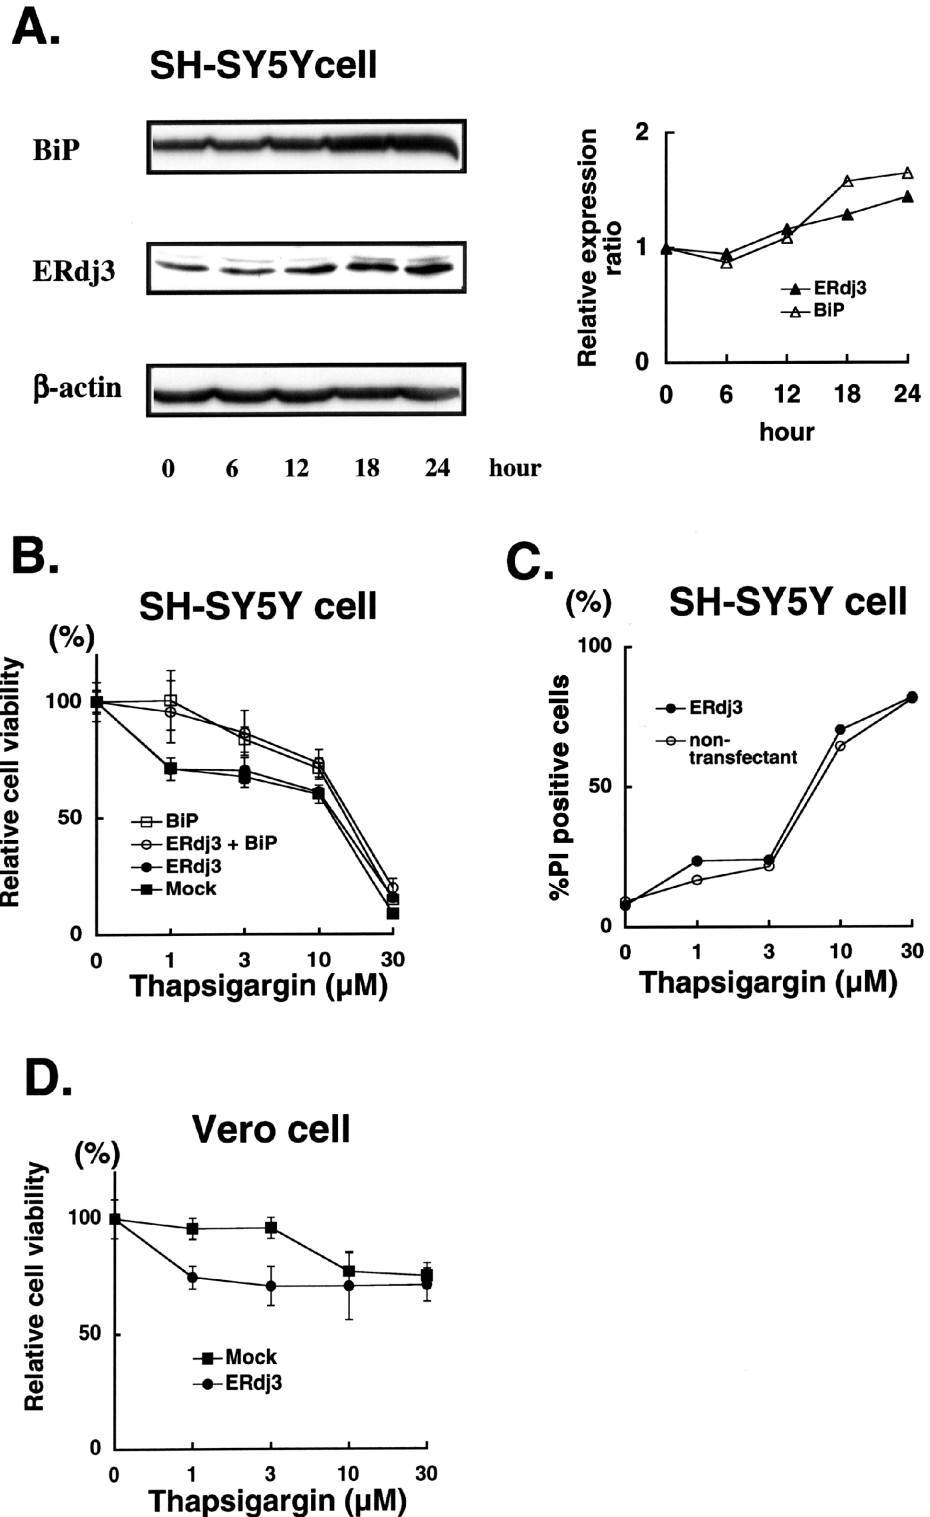 A.
SH-SY5Ycell
BiP
ERdj3
β-actin
0 6 12 18 24 hour
Relative expression
ratio
2
1
0
ERdj3
BiP
0 6 12 18 24
hour
B.
SH-SY5Y cell
(%)
Relative cell viability
100
50
0
BiP
ERdj3 + BiP
ERdj3
Mock
0 1 3 10 30
Thapsigargin (μM)
C.
(%)
SH-SY5Y cell
%PI positive cells
100
50
0
ERdj3
non-
transfectant
0 1 3 10 30
Thapsigargin (μM)
D.
Vero cell
(%)
Relative cell viability
100
50
0
Mock
ERdj3
0 1 3 10 30
Thapsigargin (μM)